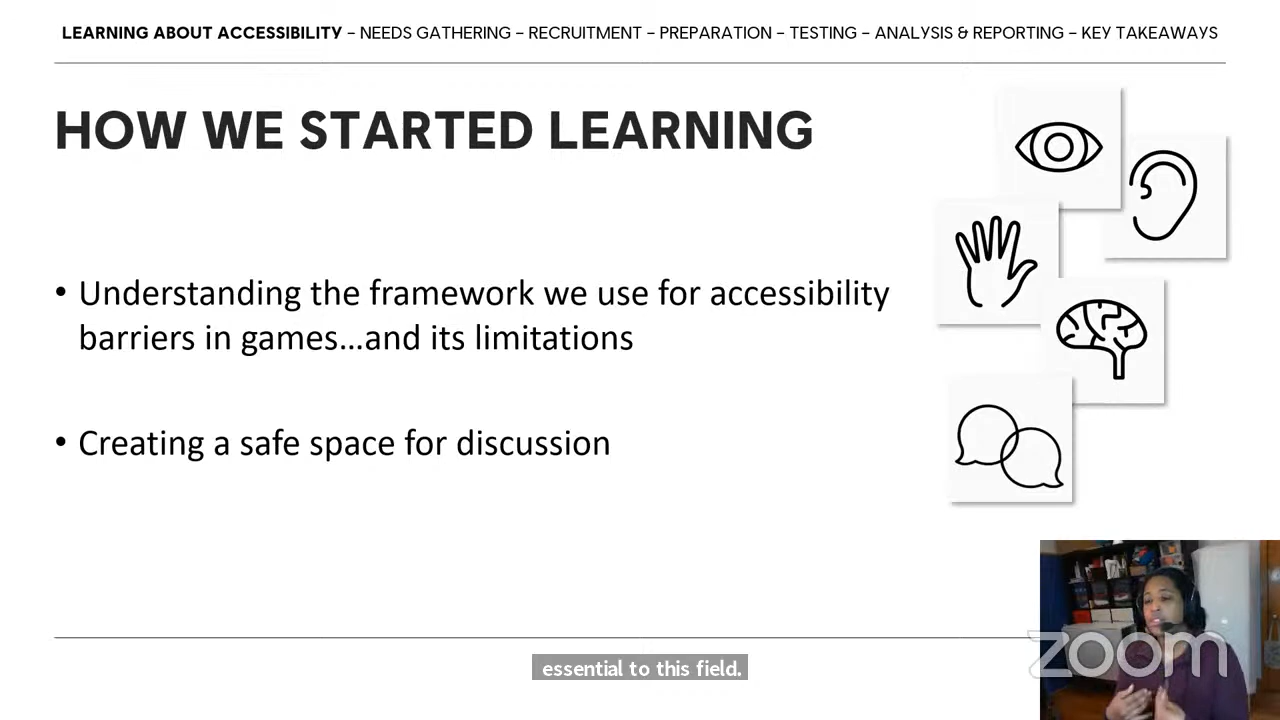 LEARNING ABOUT ACCESSIBILITY – NEEDS GATHERING – RECRUITMENT – PREPARATION – TESTING – ANALYSIS & REPORTING – KEY TAKEAWAYS
HOW WE STARTED LEARNING
• Understanding the framework we use for accessibility
barriers in games...and its limitations
• Creating a safe space for discussion
zoom
essential to this field.